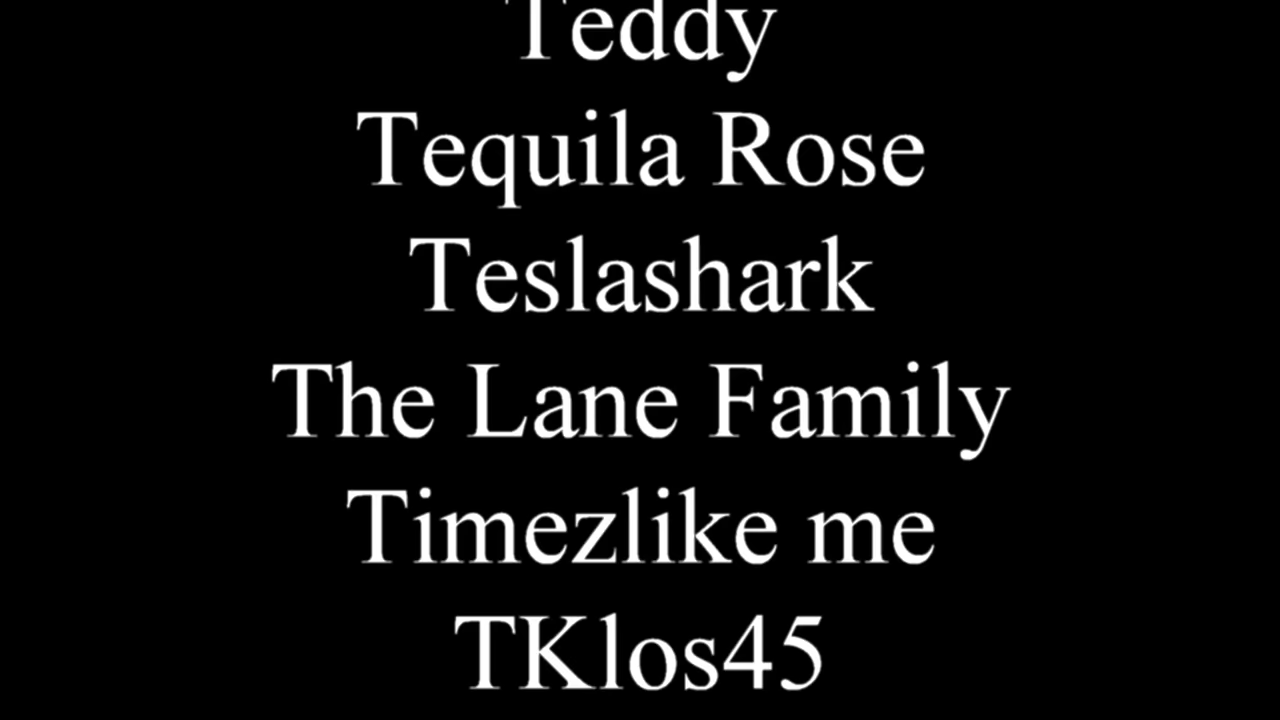 Teddy
Tequila Rose
Teslashark
The Lane Family
Timezlike me
TKlos45